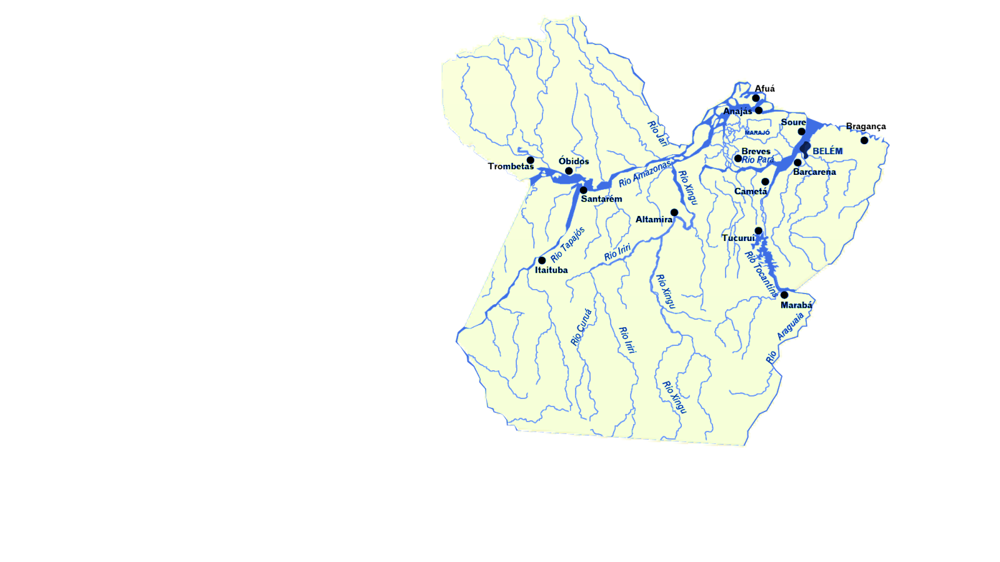 Afuá
Anajás
Soure
Bragança
MARAJÓ
Rio Jari
Breves
BELÉM
Rio Pará
Óbidos
Trombetas
Barcarena
Rio Amazonas
Rio Xingu
Cametá
Santarém
Altamira
Tucuruí
Rio Tapajós
Rio Iriri
Itaituba
Rio Tocantins
Rio Xingu
Marabá
Rio Curuá
Rio Iriri
Rio Araguaia
Rio Xingu